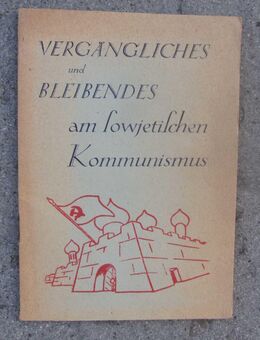 VERGÄNGLICHES
und
BLEIBENDES
am ſowjetiſchen
Kommunismus